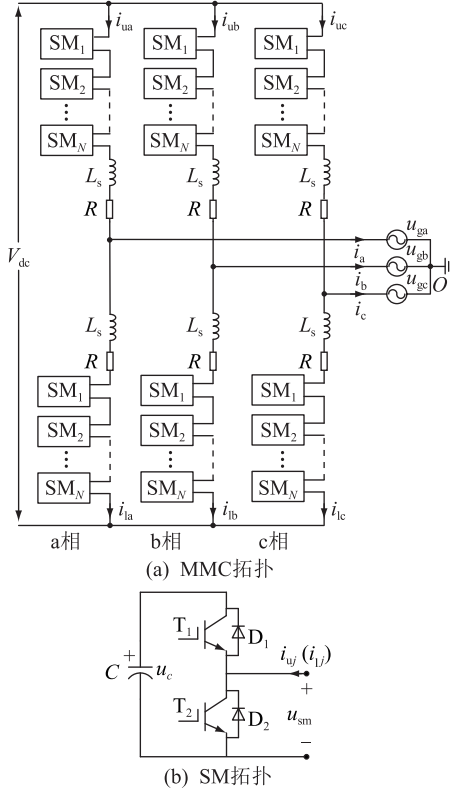 i_ua i_ub i_uc
SM_1 SM_1 SM_1
SM_2 SM_2 SM_2
SM_N SM_N SM_N
L_s L_s L_s
R R R
u_ga
V_dc i_a u_gb
i_b u_gc O
i_c
L_s L_s L_s
R R R
SM_1 SM_1 SM_1
SM_2 SM_2 SM_2
SM_N SM_N SM_N
i_la i_lb i_lc
a相 b相 c相
(a) MMC拓扑
T_1 D_1
+ i_uj (i_lj)
C u_c +
T_2 D_2 u_sm
−
(b) SM拓扑